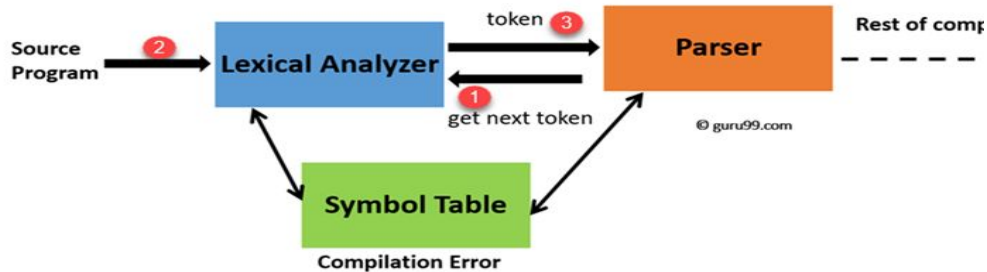 token 3
Source
Program
2
Lexical Analyzer
Parser
Rest of comp
1
get next token
© guru99.com
Symbol Table
Compilation Error